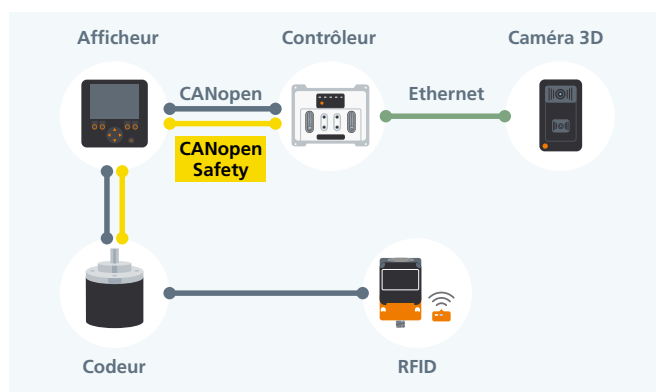 Afficheur
Contrôleur
Caméra 3D
CANopen
Ethernet
CANopen
Safety
Codeur
RFID